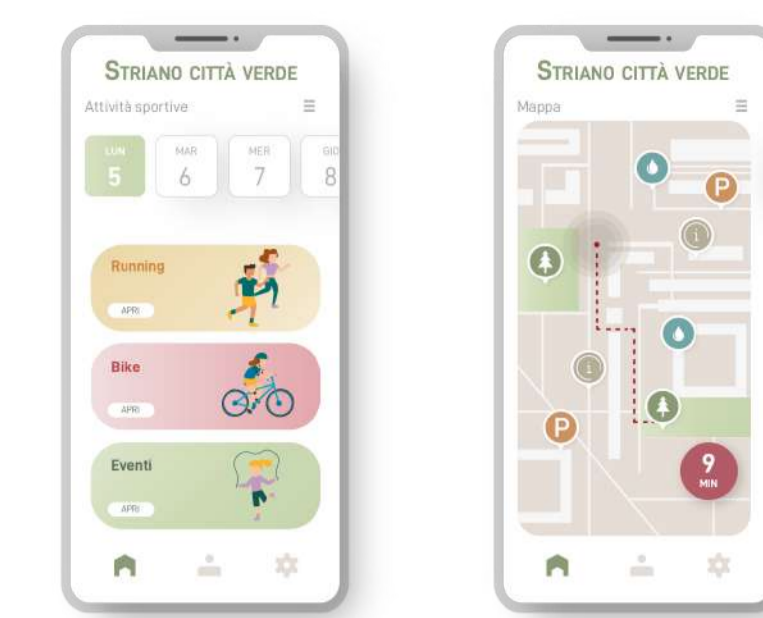 STRIANO CITTÀ VERDE
Attività sportive
LUN
5
MAR
6
MER
7
GIO
8
Running
APRI
Bike
APRI
Eventi
APRI
STRIANO CITTÀ VERDE
Mappa
P
i
i
P
9
MIN